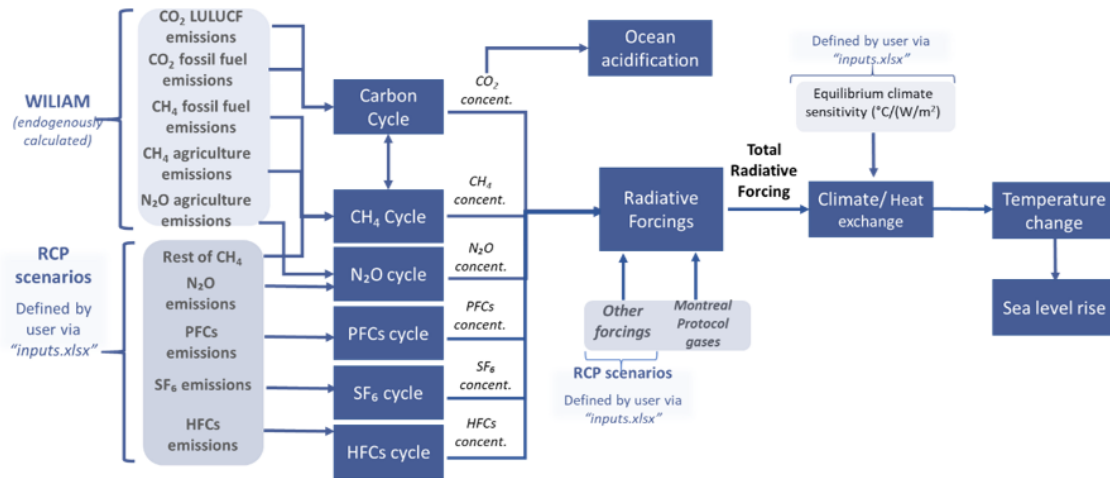 CO₂ LULUCF
emissions
CO₂ fossil fuel
emissions
CH₄ fossil fuel
emissions
CH₄ agriculture
emissions
N₂O agriculture
emissions
WILIAM
(endogenously
calculated)
Rest of CH₄
N₂O
emissions
PFCs
emissions
SF₆ emissions
HFCs
emissions
RCP
scenarios
Defined by
user via
"inputs.xlsx"
Carbon
Cycle
CH₄ Cycle
N₂O cycle
PFCs cycle
SF₆ cycle
HFCs cycle
CO₂
concent.
CH₄
concent.
N₂O
concent.
PFCs
concent.
SF₆
concent.
HFCs
concent.
Ocean
acidification
Radiative
Forcings
Other
forcings
Montreal
Protocol
gases
RCP scenarios
Defined by user via
"inputs.xlsx"
Total
Radiative
Forcing
Defined by user via
"inputs.xlsx"
Equilibrium climate
sensitivity (°C/(W/m²)
Climate/ Heat
exchange
Temperature
change
Sea level rise